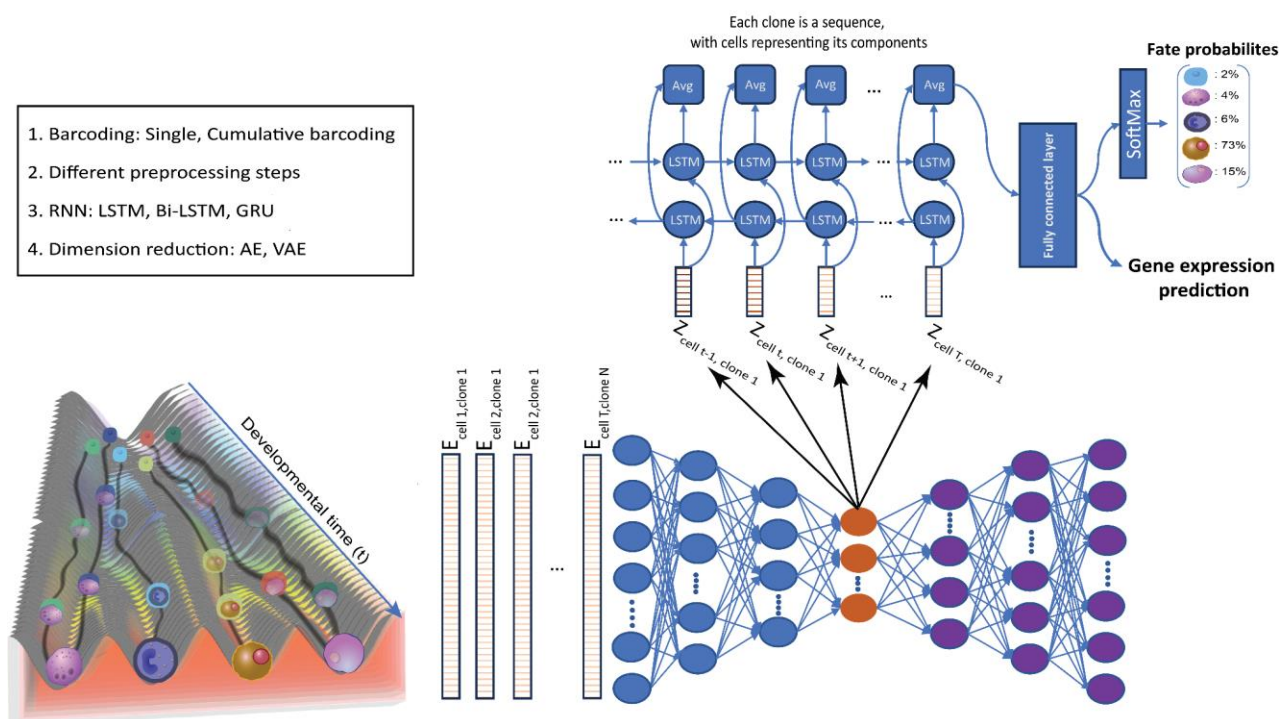 Each clone is a sequence,
with cells representing its components
Fate probabilites
Avg
Avg
Avg
...
Avg
SoftMax
: 2%
: 4%
: 6%
: 73%
: 15%
1. Barcoding: Single, Cumulative barcoding
2. Different preprocessing steps
3. RNN: LSTM, Bi-LSTM, GRU
4. Dimension reduction: AE, VAE
...
LSTM
LSTM
LSTM
...
LSTM
...
LSTM
LSTM
LSTM
...
LSTM
Fully connected layer
Gene expression
prediction
...
Z cell t-1, clone 1
Z cell t, clone 1
Z cell t+1, clone 1
Z cell T, clone 1
E cell 1,clone 1
E cell 2,clone 1
E cell 2,clone 1
...
E cell T,clone N
Developmental time (t)